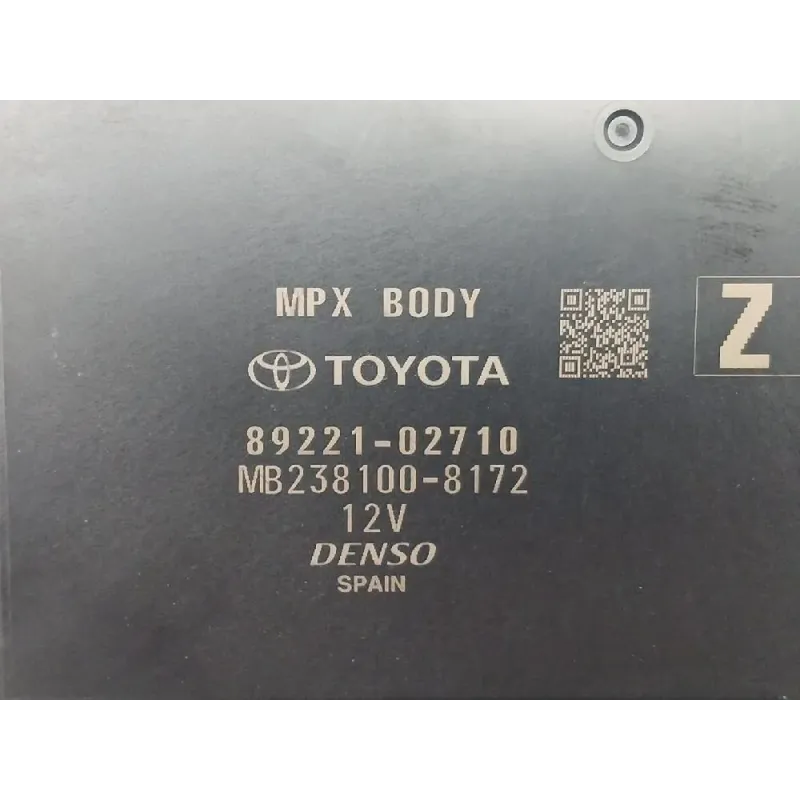 MPX BODY
TOYOTA
Z
89221-02710
MB238100-8172
12V
DENSO
SPAIN